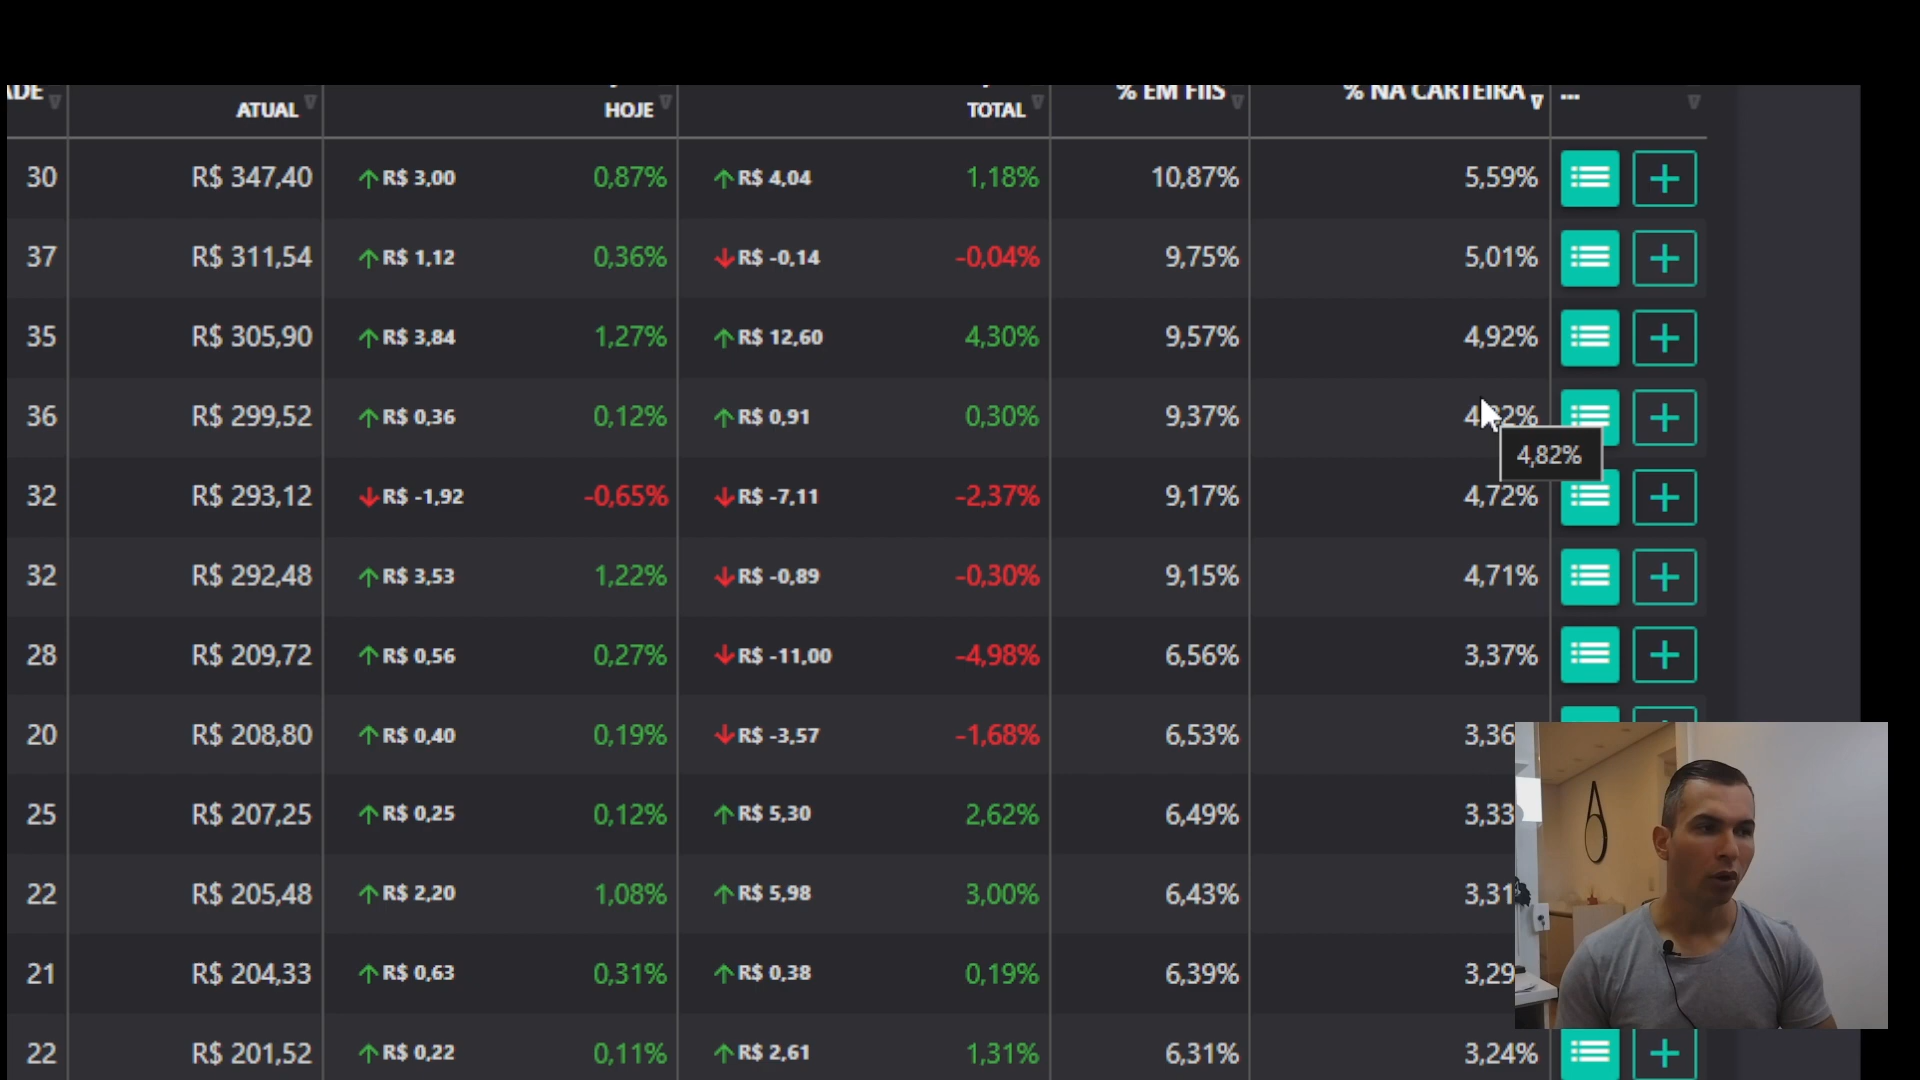 % EM FIIS % NA CARTEIRA ...
ATUAL HOJE TOTAL
30 R$ 347,40 R$ 3,00 0,87% R$ 4,04 1,18% 10,87% 5,59%
37 R$ 311,54 R$ 1,12 0,36% R$ -0,14 -0,04% 9,75% 5,01%
35 R$ 305,90 R$ 3,84 1,27% R$ 12,60 4,30% 9,57% 4,92%
36 R$ 299,52 R$ 0,36 0,12% R$ 0,91 0,30% 9,37%
4,82%
32 R$ 293,12 R$ -1,92 -0,65% R$ -7,11 -2,37% 9,17% 4,72%
32 R$ 292,48 R$ 3,53 1,22% R$ -0,89 -0,30% 9,15% 4,71%
28 R$ 209,72 R$ 0,56 0,27% R$ -11,00 -4,98% 6,56% 3,37%
20 R$ 208,80 R$ 0,40 0,19% R$ -3,57 -1,68% 6,53% 3,36
25 R$ 207,25 R$ 0,25 0,12% R$ 5,30 2,62% 6,49% 3,33
22 R$ 205,48 R$ 2,20 1,08% R$ 5,98 3,00% 6,43% 3,31
21 R$ 204,33 R$ 0,63 0,31% R$ 0,38 0,19% 6,39% 3,29
22 R$ 201,52 R$ 0,22 0,11% R$ 2,61 1,31% 6,31% 3,24%